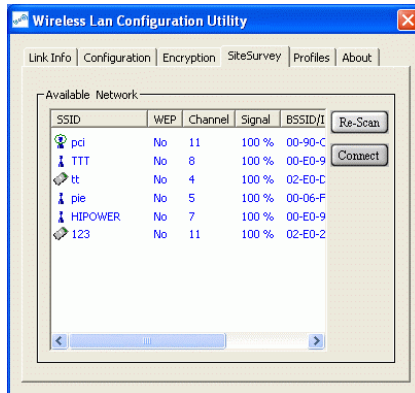 Wireless Lan Configuration Utility
Link Info Configuration Encryption SiteSurvey Profiles About
Available Network
SSID WEP Channel Signal BSSID/I
pci No 11 100 % 00-90-C
TTT No 8 100 % 00-E0-9
tt No 4 100 % 02-E0-D
pie No 5 100 % 00-06-F
HIPOWER No 7 100 % 00-E0-9
123 No 11 100 % 02-E0-2
Re-Scan
Connect